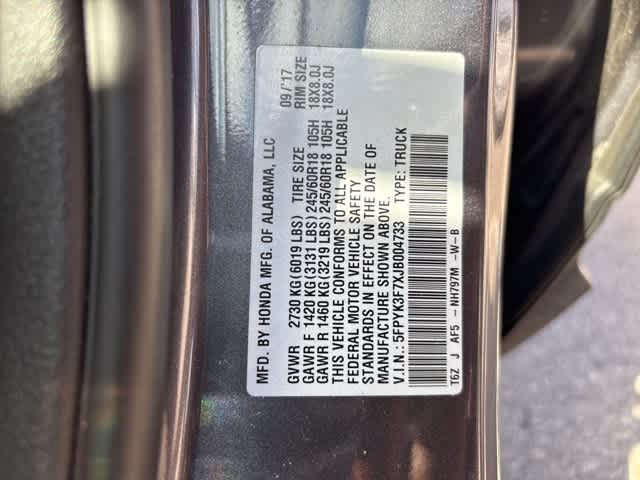 MFD. BY HONDA MFG. OF ALABAMA, LLC 09/'17
GVWR 2730 KG(6019 LBS) TIRE SIZE RIM SIZE
GAWR F 1420 KG(3131 LBS) 245/60R18 105H 18X8.0J
GAWR R 1460 KG(3219 LBS) 245/60R18 105H 18X8.0J
THIS VEHICLE CONFORMS TO ALL APPLICABLE
FEDERAL MOTOR VEHICLE SAFETY
STANDARDS IN EFFECT ON THE DATE OF
MANUFACTURE SHOWN ABOVE.
V.I.N.: 5FPYK3F7XJB004733 TYPE: TRUCK
T6Z J AF5 - NH797M -W-B